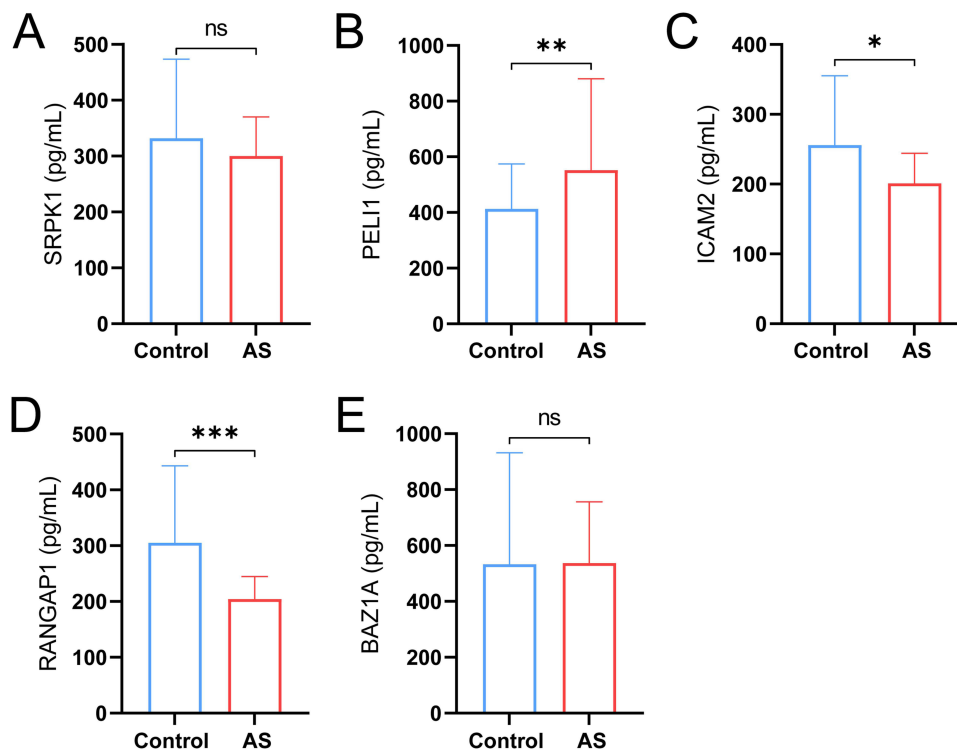 A
ns
SRPK1 (pg/mL)
500
400
300
200
100
0
Control AS
B
**
PELI1 (pg/mL)
1000
800
600
400
200
0
Control AS
C
*
ICAM2 (pg/mL)
400
300
200
100
0
Control AS
D
***
RANGAP1 (pg/mL)
500
400
300
200
100
0
Control AS
E
ns
BAZ1A (pg/mL)
1000
800
600
400
200
0
Control AS